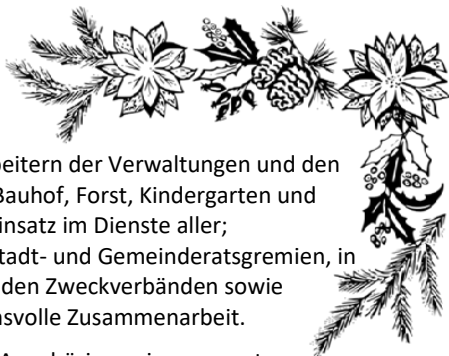 beitern der Verwaltungen und den
Bauhof, Forst, Kindergarten und
insatz im Dienste aller;
tadt- und Gemeinderatsgremien, in
den Zweckverbänden sowie
nsvolle Zusammenarbeit.